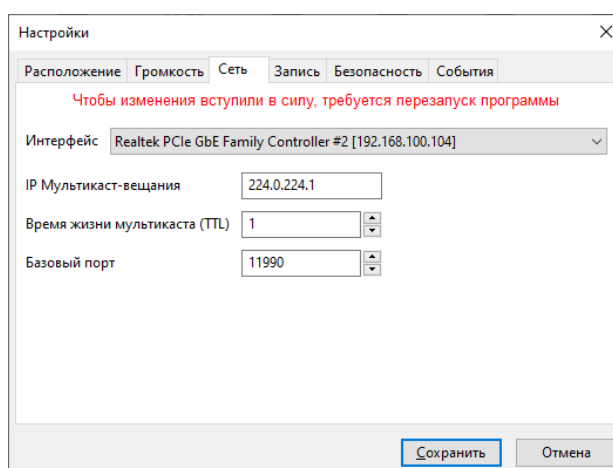 Настройки
Расположение Громкость Сеть Запись Безопасность События
Чтобы изменения вступили в силу, требуется перезапуск программы
Интерфейс Realtek PCIe GbE Family Controller #2 [192.168.100.104]
IP Мультикаст-вещания 224.0.224.1
Время жизни мультикаста (TTL) 1
Базовый порт 11990
Сохранить Отмена